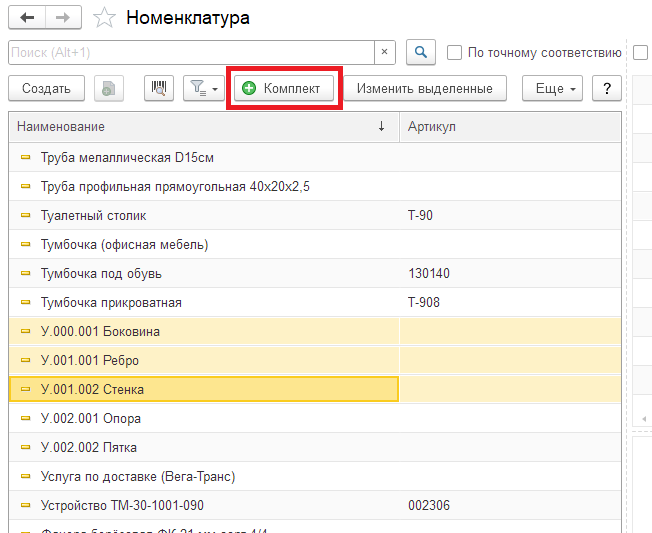 Номенклатура
Поиск (Alt+1) × По точному соответствию
Создать Комплект Изменить выделенные Еще ?
Наименование ↓ Артикул
Труба мелаллическая D15см
Труба профильная прямоугольная 40х20х2,5
Туалетный столик Т-90
Тумбочка (офисная мебель)
Тумбочка под обувь 130140
Тумбочка прикроватная Т-908
У.000.001 Боковина
У.001.001 Ребро
У.001.002 Стенка
У.002.001 Опора
У.002.002 Пятка
Услуга по доставке (Вега-Транс)
Устройство ТМ-30-1001-090 002306